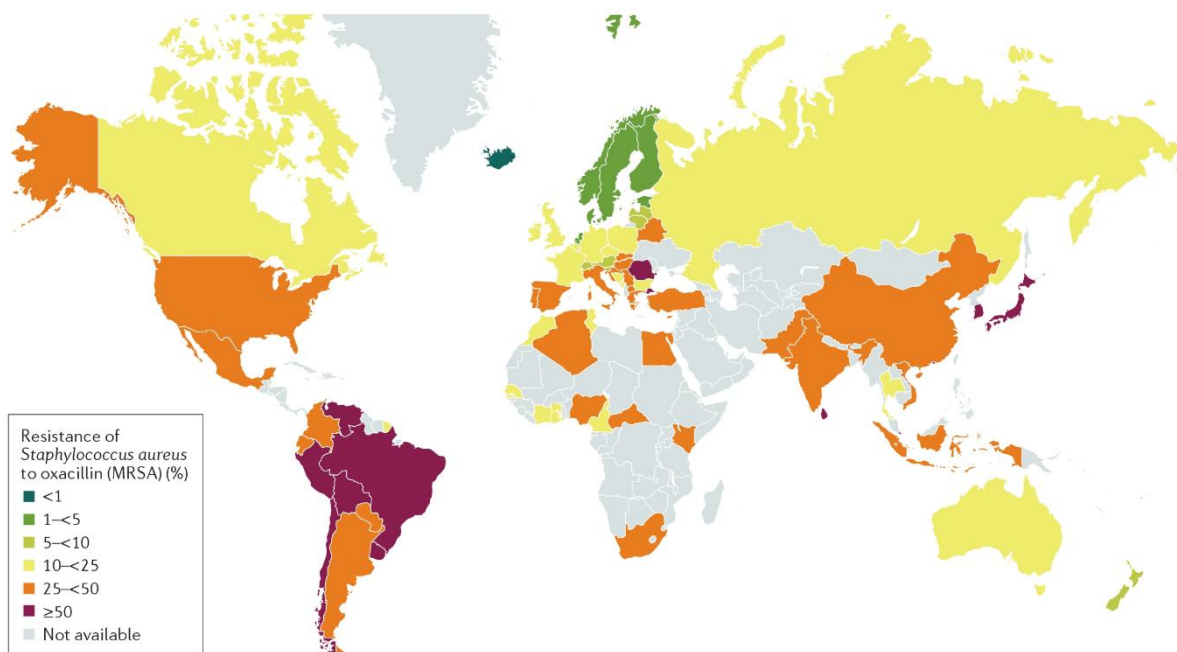 Resistance of
Staphylococcus aureus
to oxacillin (MRSA) (%)
<1
1–<5
5–<10
10–<25
25–<50
≥50
Not available